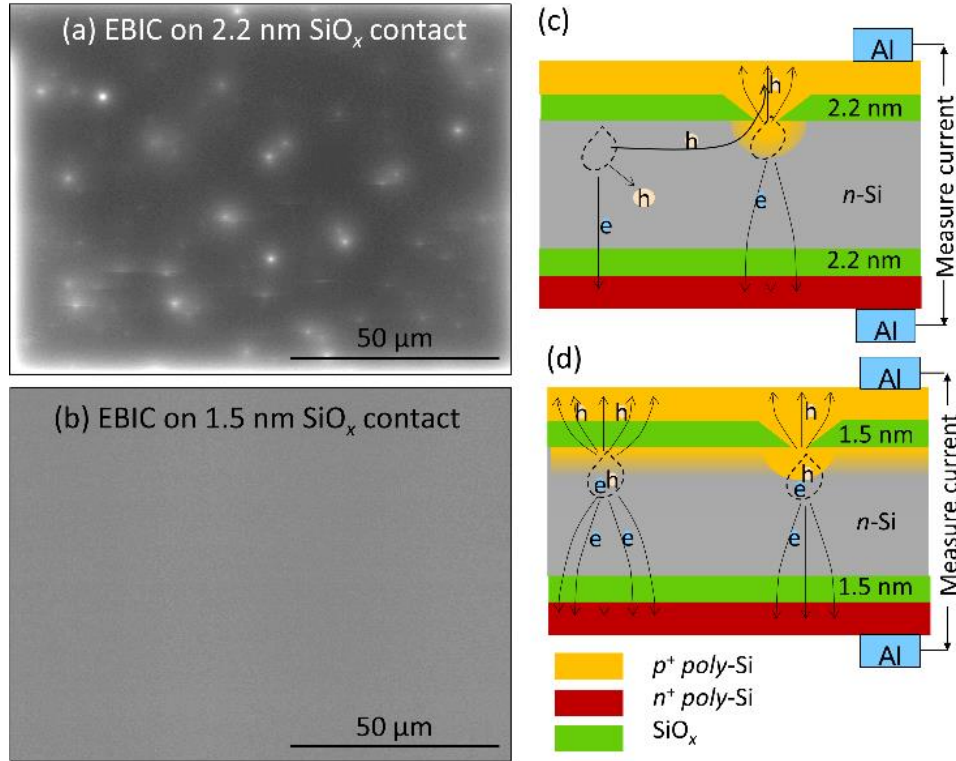 (a) EBIC on 2.2 nm SiOx contact
50 µm
(b) EBIC on 1.5 nm SiOx contact
50 µm
(c)
Al
h
2.2 nm
h
h
n-Si
e
e
2.2 nm
Al
Measure current
(d)
Al
h
h
h
1.5 nm
h
e
h
e
n-Si
e
e
e
1.5 nm
Al
Measure current
p+ poly-Si
n+ poly-Si
SiOx